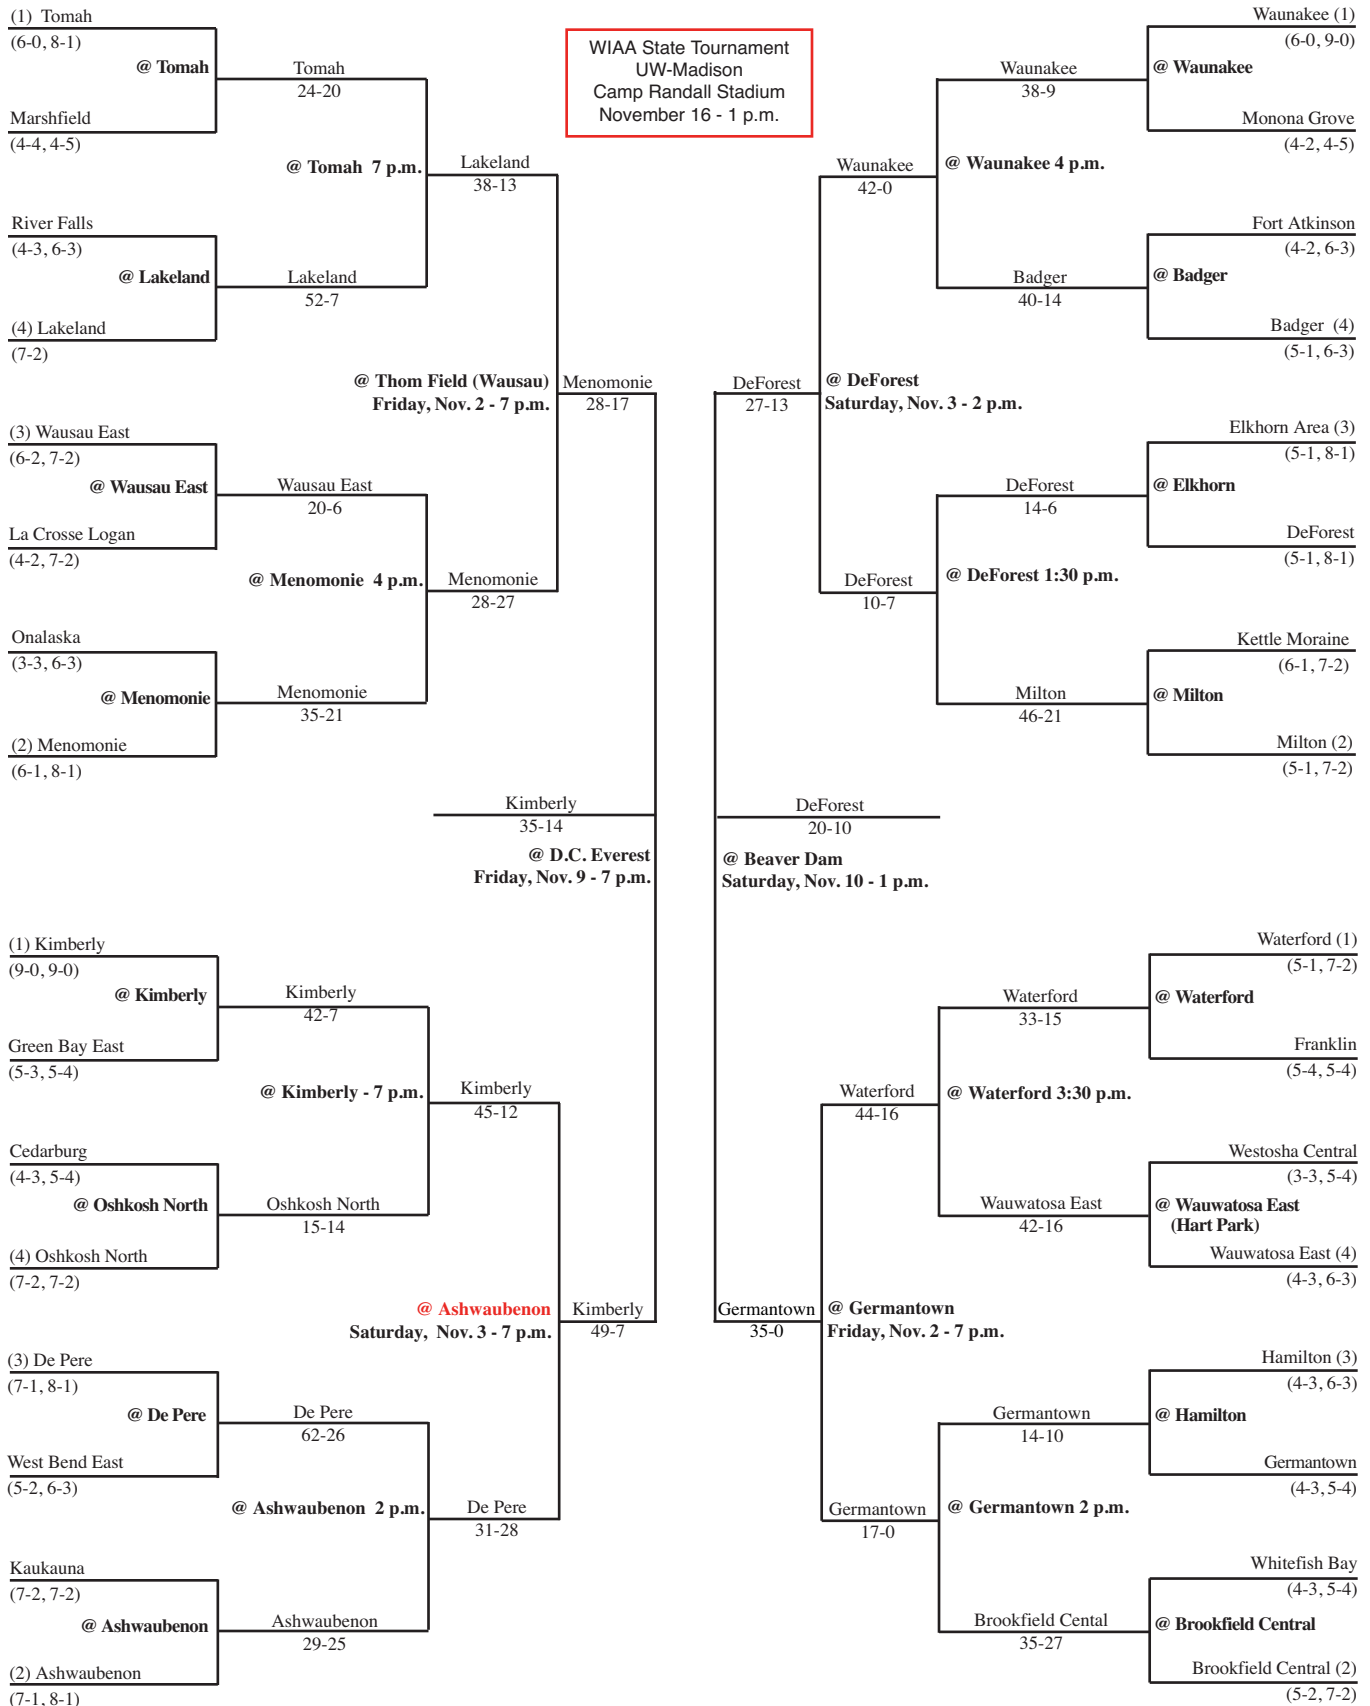 WIAA State Tournament
UW-Madison
Camp Randall Stadium
November 16 - 1 p.m.
(1) Tomah
(6-0, 8-1)
@ Tomah
Marshfield
(4-4, 4-5)
Tomah
24-20
@ Tomah 7 p.m.
River Falls
(4-3, 6-3)
@ Lakeland
(4) Lakeland
(7-2)
Lakeland
52-7
Lakeland
38-13
@ Thom Field (Wausau)
Friday, Nov. 2 - 7 p.m.
(3) Wausau East
(6-2, 7-2)
@ Wausau East
La Crosse Logan
(4-2, 7-2)
Wausau East
20-6
@ Menomonie 4 p.m.
Onalaska
(3-3, 6-3)
@ Menomonie
(2) Menomonie
(6-1, 8-1)
Menomonie
35-21
Menomonie
28-27
Menomonie
28-17
Kimberly
35-14
@ D.C. Everest
Friday, Nov. 9 - 7 p.m.
(1) Kimberly
(9-0, 9-0)
@ Kimberly
Green Bay East
(5-3, 5-4)
Kimberly
42-7
@ Kimberly - 7 p.m.
Cedarburg
(4-3, 5-4)
@ Oshkosh North
(4) Oshkosh North
(7-2, 7-2)
Oshkosh North
15-14
Kimberly
45-12
@ Ashwaubenon
Saturday, Nov. 3 - 7 p.m.
Kimberly
49-7
(3) De Pere
(7-1, 8-1)
@ De Pere
West Bend East
(5-2, 6-3)
De Pere
62-26
@ Ashwaubenon 2 p.m.
De Pere
31-28
Kaukauna
(7-2, 7-2)
@ Ashwaubenon
(2) Ashwaubenon
(7-1, 8-1)
Ashwaubenon
29-25
Waunakee (1)
(6-0, 9-0)
@ Waunakee
Monona Grove
(4-2, 4-5)
Waunakee
38-9
@ Waunakee 4 p.m.
Fort Atkinson
(4-2, 6-3)
@ Badger
Badger (4)
(5-1, 6-3)
Badger
40-14
Waunakee
42-0
@ DeForest
Saturday, Nov. 3 - 2 p.m.
DeForest
27-13
Elkhorn Area (3)
(5-1, 8-1)
@ Elkhorn
DeForest
(5-1, 8-1)
DeForest
14-6
@ DeForest 1:30 p.m.
DeForest
10-7
Kettle Moraine
(6-1, 7-2)
@ Milton
Milton (2)
(5-1, 7-2)
Milton
46-21
DeForest
20-10
@ Beaver Dam
Saturday, Nov. 10 - 1 p.m.
Waterford (1)
(5-1, 7-2)
@ Waterford
Franklin
(5-4, 5-4)
Waterford
33-15
@ Waterford 3:30 p.m.
Waterford
44-16
Westosha Central
(3-3, 5-4)
@ Wauwatosa East
(Hart Park)
Wauwatosa East (4)
(4-3, 6-3)
Wauwatosa East
42-16
Germantown
35-0
@ Germantown
Friday, Nov. 2 - 7 p.m.
Hamilton (3)
(4-3, 6-3)
@ Hamilton
Germantown
(4-3, 5-4)
Germantown
14-10
@ Germantown 2 p.m.
Germantown
17-0
Whitefish Bay
(4-3, 5-4)
@ Brookfield Central
Brookfield Central (2)
(5-2, 7-2)
Brookfield Cental
35-27